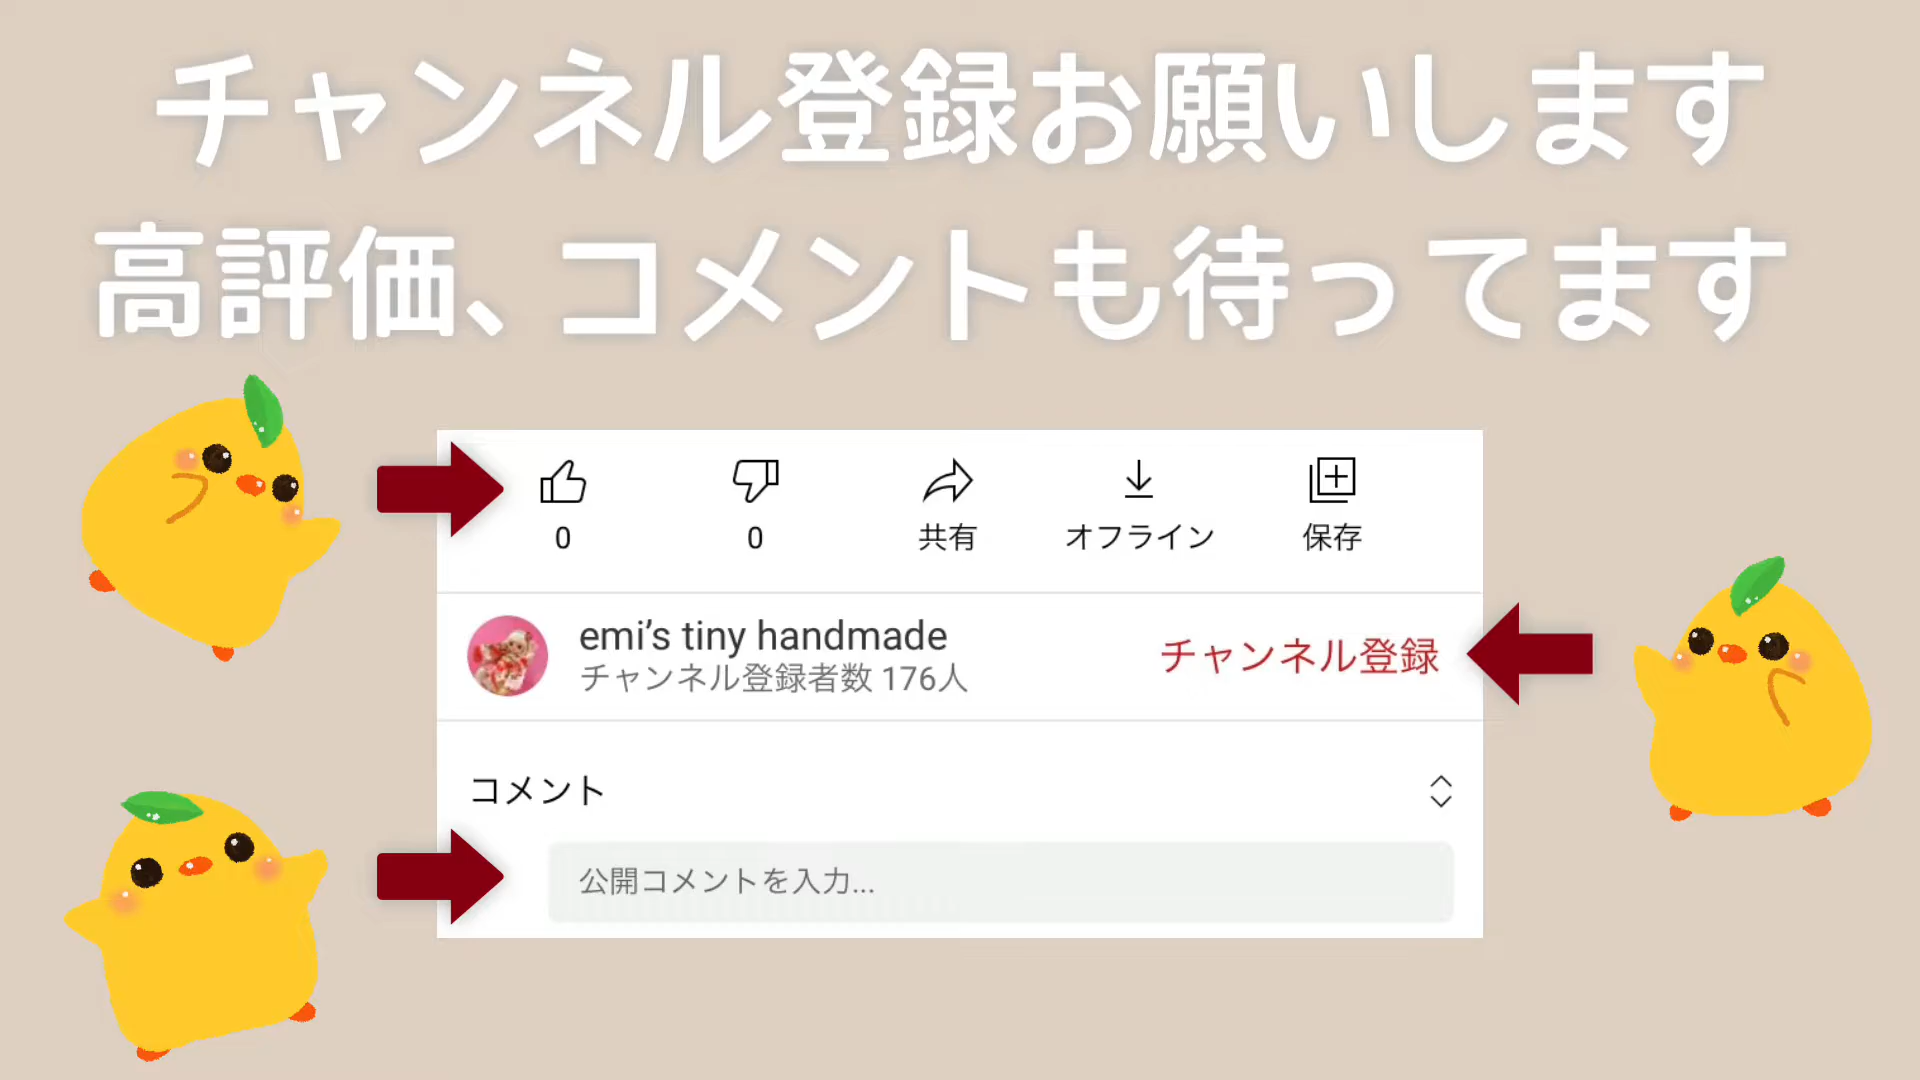 チャンネル登録お願いします
高評価、コメントも待ってます
0 0 共有 オフライン 保存
emi’s tiny handmade
チャンネル登録者数 176人
チャンネル登録
コメント
公開コメントを入力...